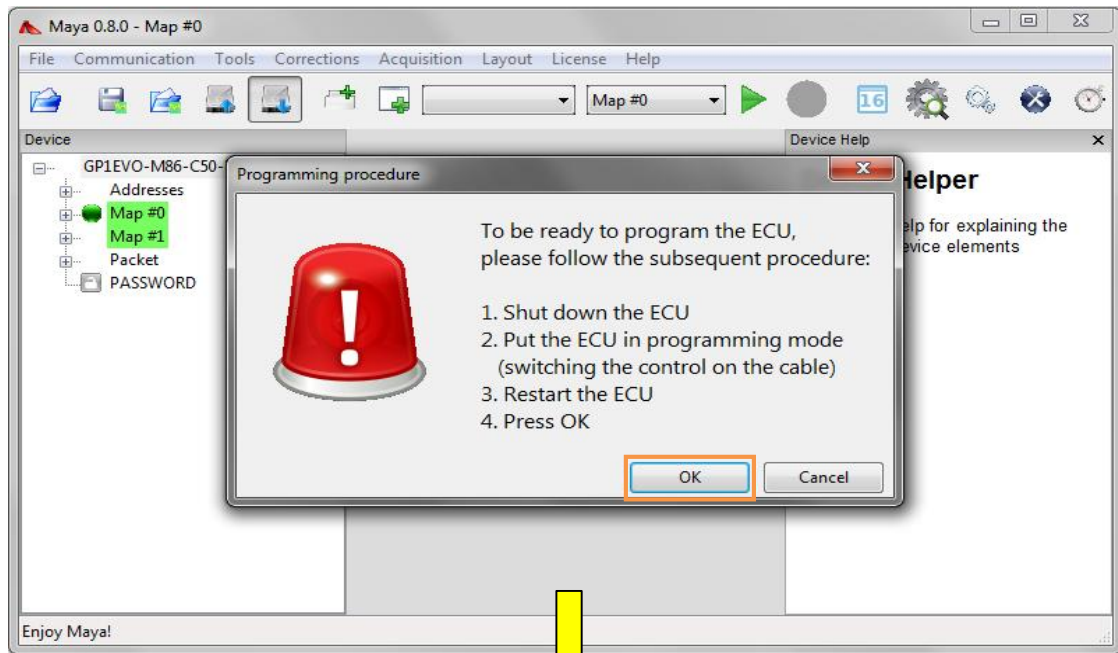 Maya 0.8.0 - Map #0
File Communication Tools Corrections Acquisition Layout License Help
Map #0
16
Device
Device Help
GP1EVO-M86-C50-
Addresses
Map #0
Map #1
Packet
PASSWORD
Programming procedure
To be ready to program the ECU,
please follow the subsequent procedure:
1. Shut down the ECU
2. Put the ECU in programming mode
(switching the control on the cable)
3. Restart the ECU
4. Press OK
OK
Cancel
Helper
elp for explaining the
evice elements
Enjoy Maya!